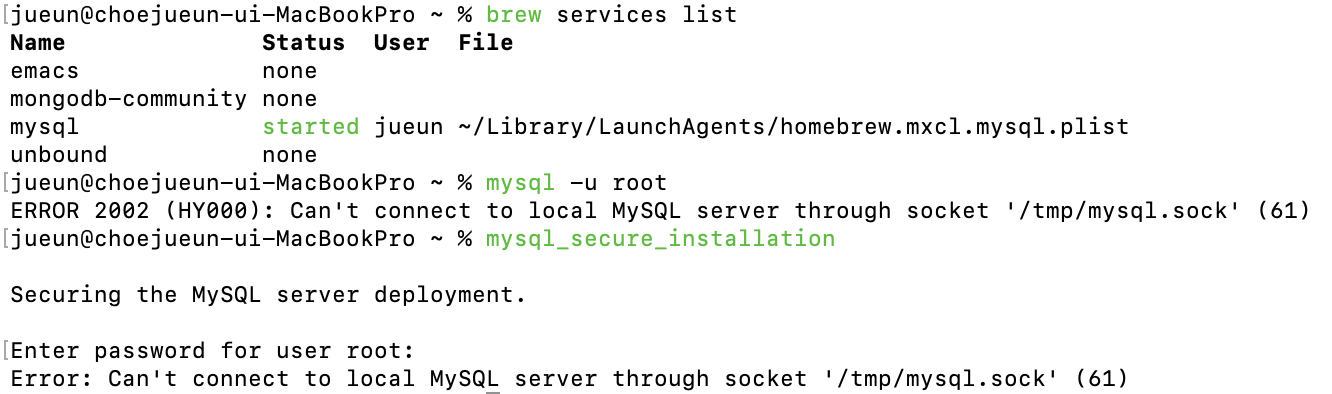 [jueun@choejueun-ui-MacBookPro ~ % brew services list
Name Status User File
emacs none
mongodb-community none
mysql started jueun ~/Library/LaunchAgents/homebrew.mxcl.mysql.plist
unbound none
[jueun@choejueun-ui-MacBookPro ~ % mysql -u root
ERROR 2002 (HY000): Can't connect to local MySQL server through socket '/tmp/mysql.sock' (61)
[jueun@choejueun-ui-MacBookPro ~ % mysql_secure_installation
Securing the MySQL server deployment.
[Enter password for user root:
Error: Can't connect to local MySQL server through socket '/tmp/mysql.sock' (61)